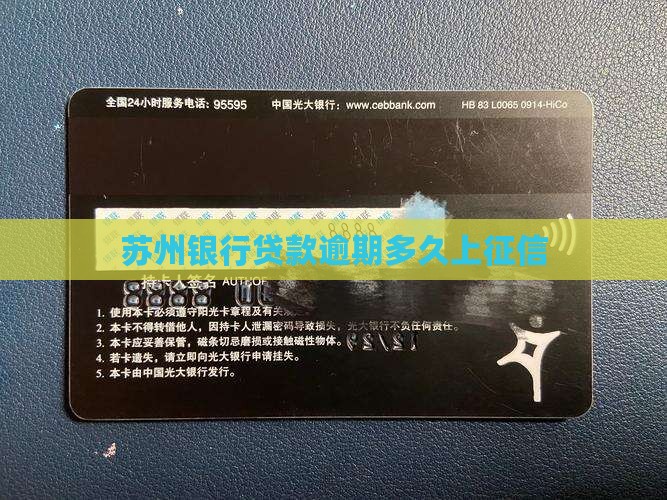 全国24小时服务电话: 95595 中国光大银行: www.cebbank.com HB 83 L0065 0914-HiCo
苏州银行贷款逾期多久上征信
持卡人签名 AUTHOR
1. 使用本卡必须遵守阳光卡章程及有关
2. 本卡不得转借他人，因持卡人泄漏密码导致损失，光大银行不负任何责任。
3. 本卡应妥善保管，磁条切忌磨损或接触磁性物体。
4. 若卡遗失，请立即向光大银行申请挂失。
5. 本卡由中国光大银行发行。